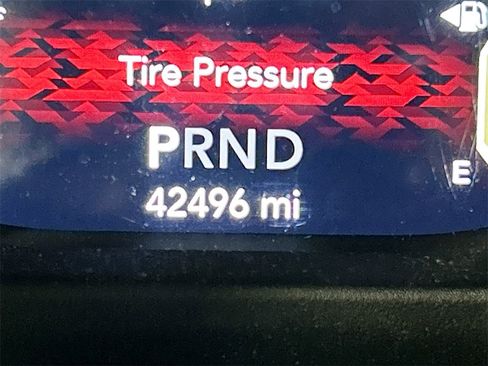 Tire Pressure
PRND
E
42496 mi